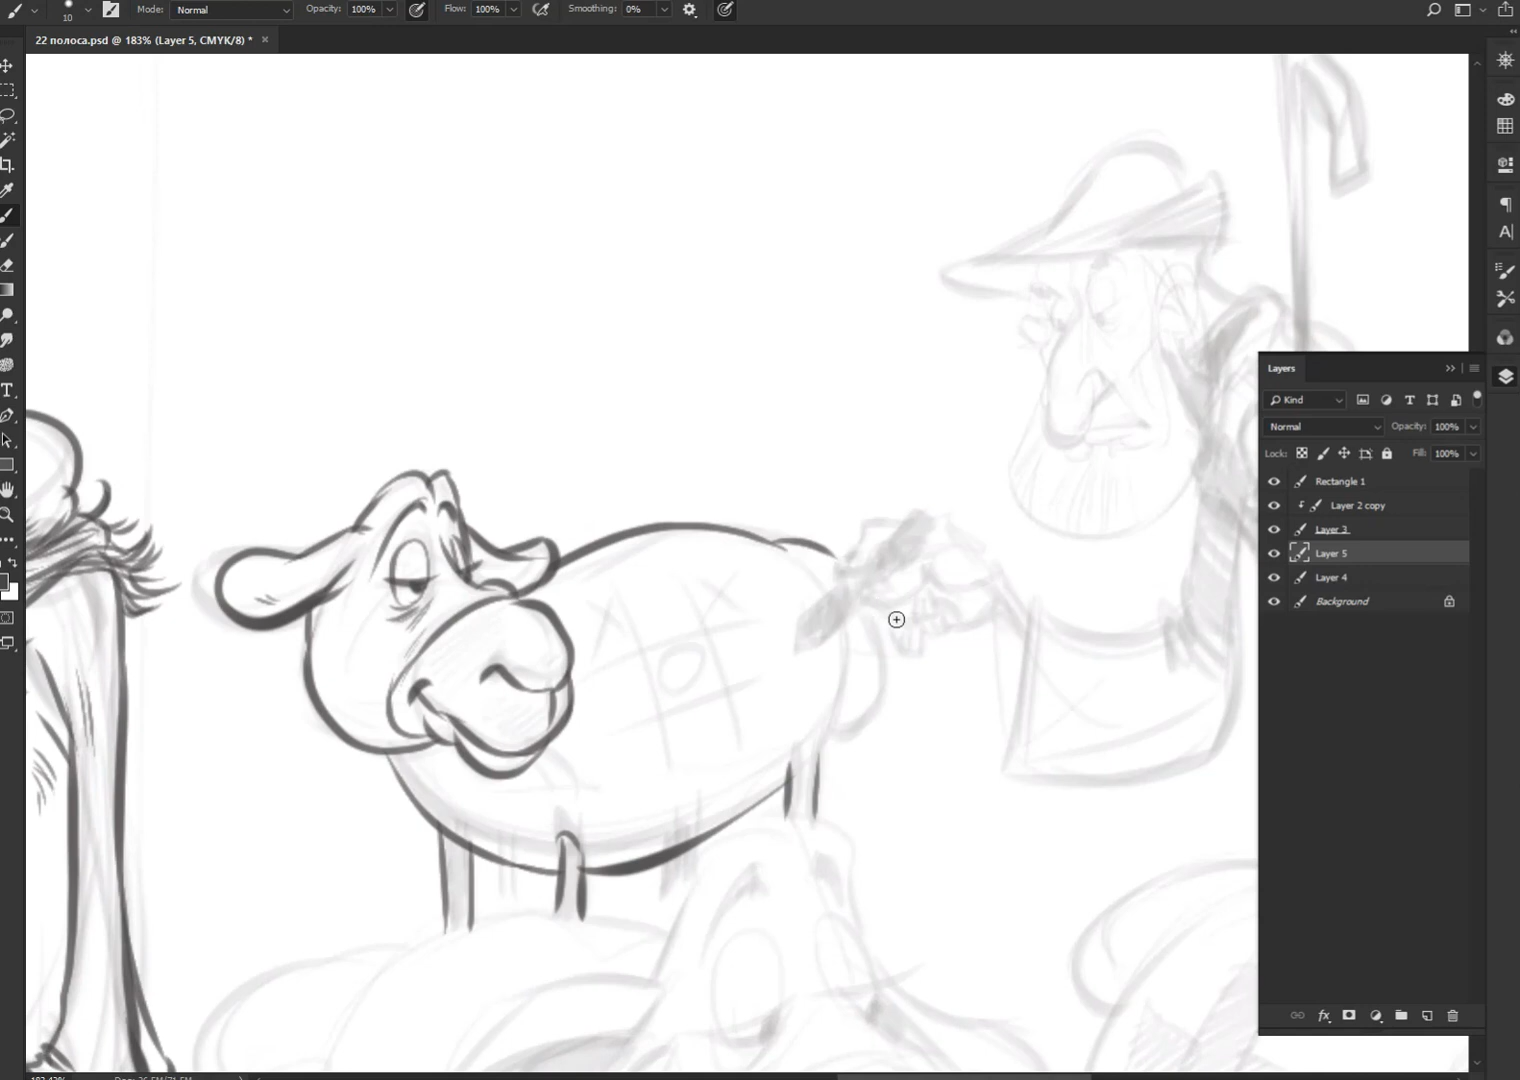 10 Mode: Normal Opacity: 100% Flow: 100% Smoothing: 0%
22 полоса.psd @ 183% (Layer 5, CMYK/8) * ×
Layers
Kind
Normal Opacity: 100%
Lock: Fill: 100%
Rectangle 1
Layer 2 copy
Layer 3
Layer 5
Layer 4
Background